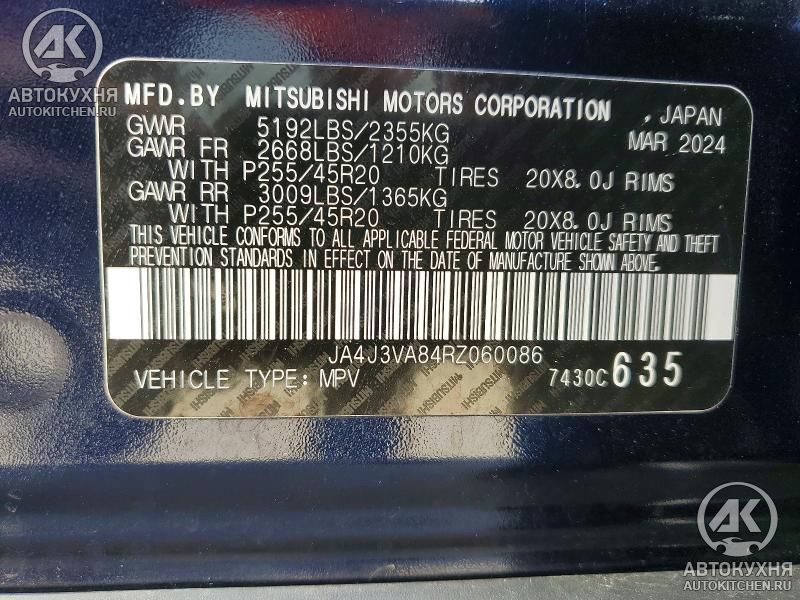 AK
АВТОКУХНЯ
AUTOKITCHEN.RU
MFD.BY MITSUBISHI MOTORS CORPORATION , JAPAN
GVWR 5192LBS/2355KG MAR 2024
GAWR FR 2668LBS/1210KG
WITH P255/45R20 TIRES 20X8.0J RIMS
GAWR RR 3009LBS/1365KG
WITH P255/45R20 TIRES 20X8.0J RIMS
THIS VEHICLE CONFORMS TO ALL APPLICABLE FEDERAL MOTOR VEHICLE SAFETY AND THEFT
PREVENTION STANDARDS IN EFFECT ON THE DATE OF MANUFACTURE SHOWN ABOVE.
JA4J3VA84RZ060086
VEHICLE TYPE: MPV 7430C 635
AK
АВТОКУХНЯ
AUTOKITCHEN.RU